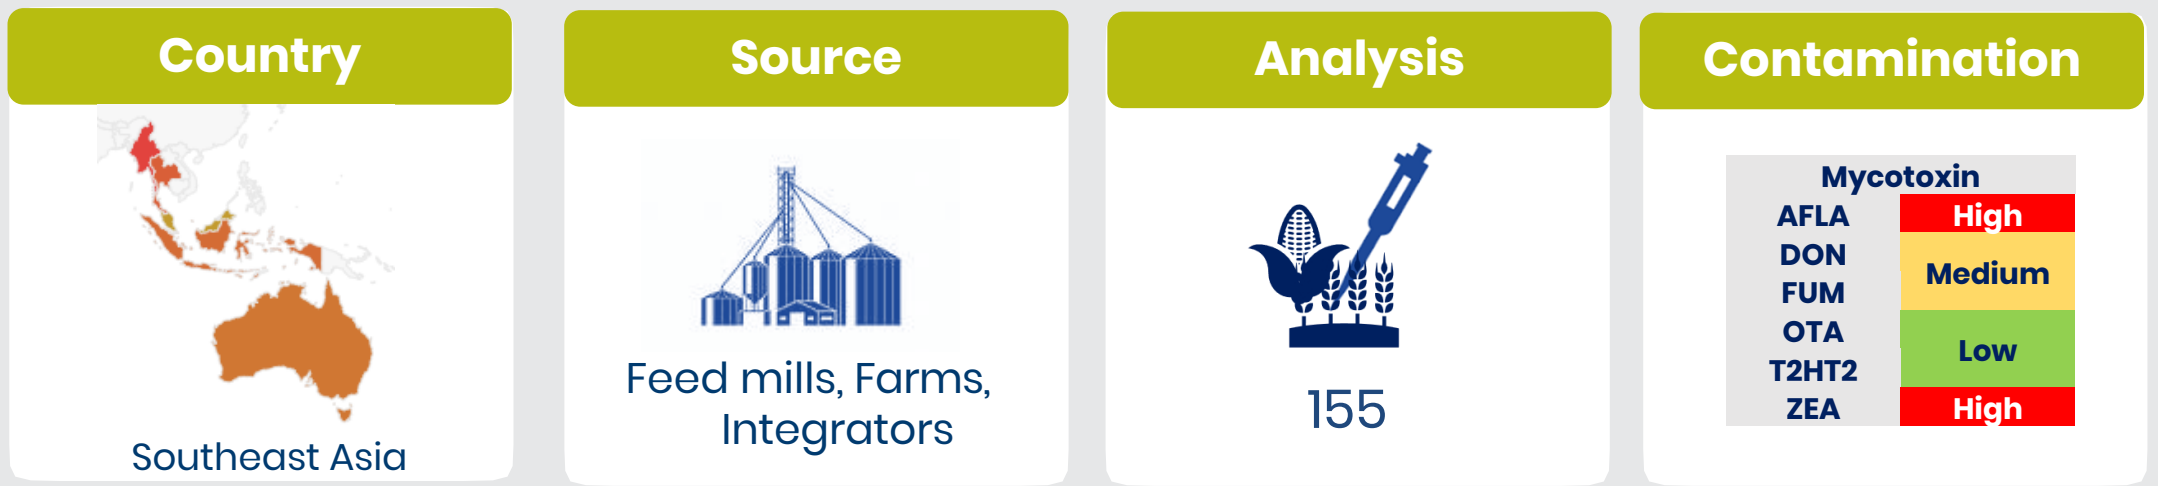 Country
Southeast Asia
Source
Feed mills, Farms,
Integrators
Analysis
155
Contamination
Mycotoxin
AFLA High
DON
Medium
FUM
OTA
Low
T2HT2
ZEA High